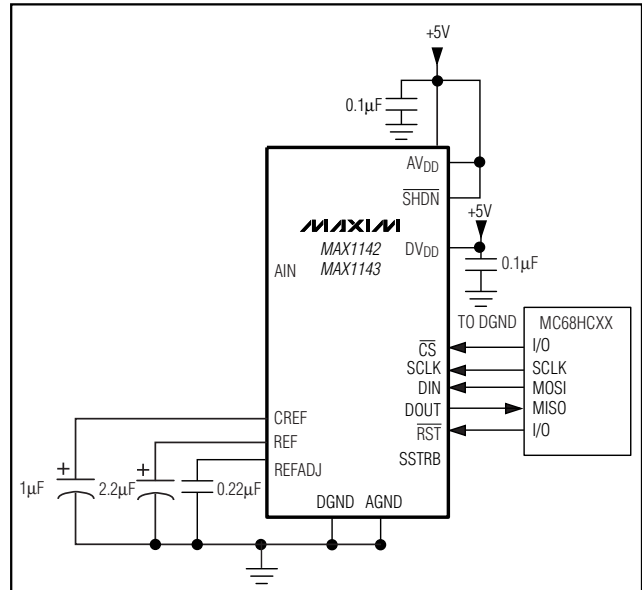 +5V
0.1μF
AVDD
SHDN
+5V
MAXIM
MAX1142
MAX1143
DVDD
AIN
0.1μF
TO DGND
MC68HCXX
CS
I/O
SCLK
SCLK
DIN
MOSI
DOUT
MISO
RST
I/O
SSTRB
CREF
REF
REFADJ
+
1μF
+
2.2μF
0.22μF
DGND
AGND